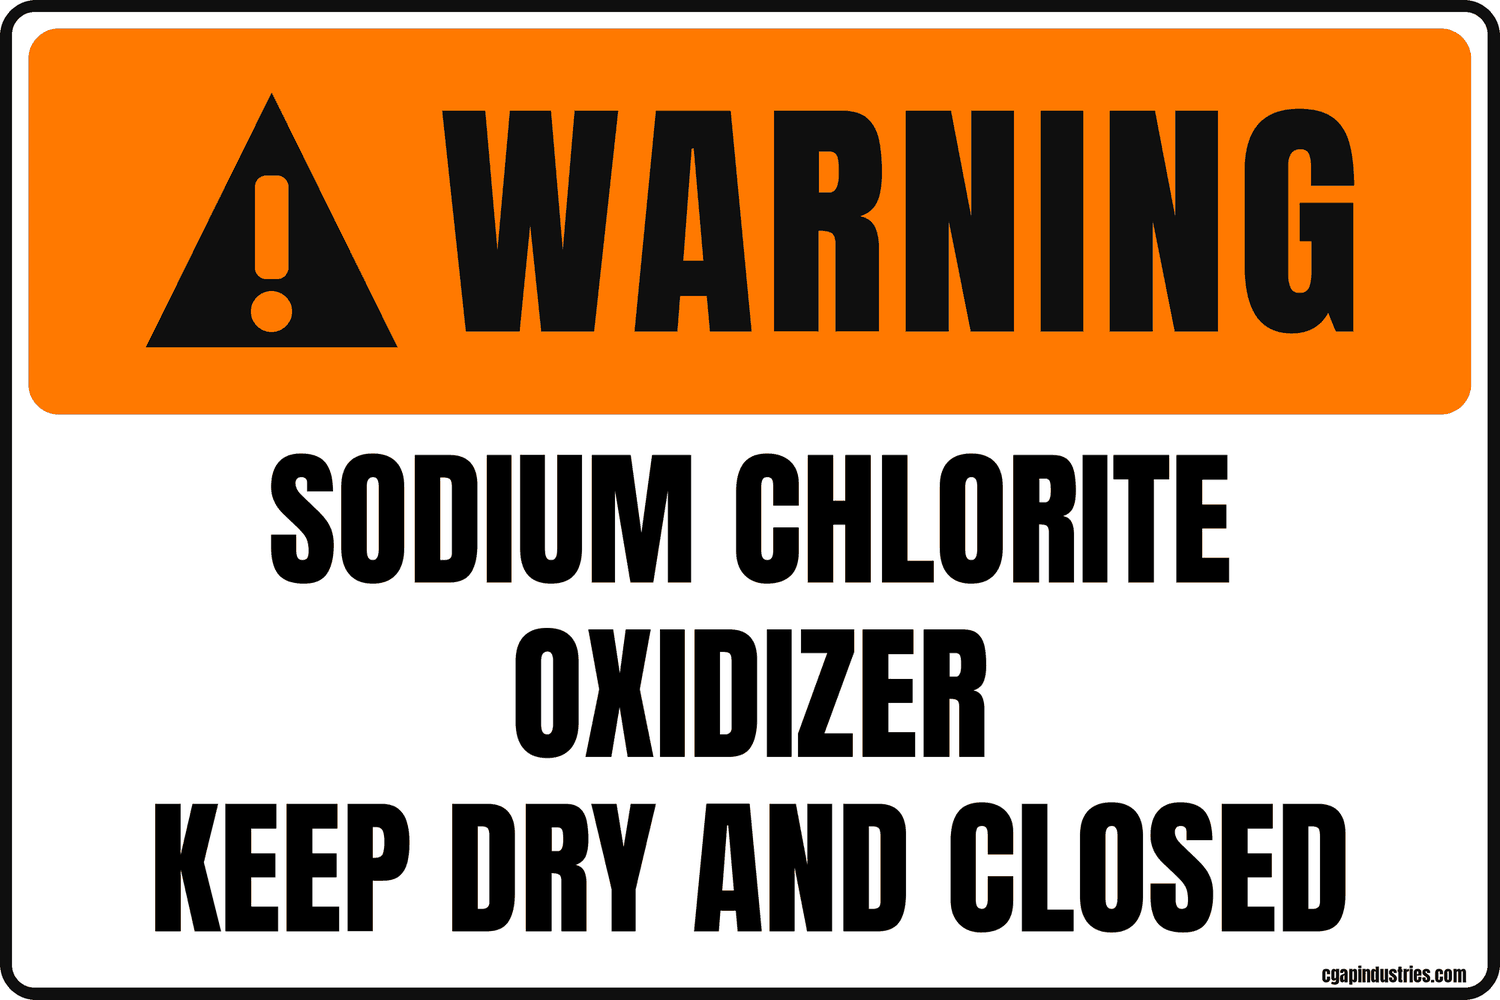 WARNING
SODIUM CHLORITE
OXIDIZER
KEEP DRY AND CLOSED
cgapindustries.com